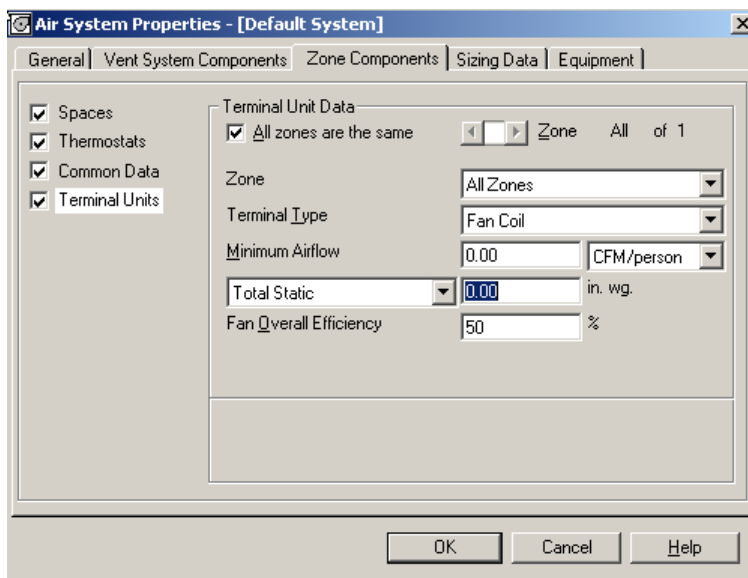 Air System Properties - [Default System]
General Vent System Components Zone Components Sizing Data Equipment
Spaces
Thermostats
Common Data
Terminal Units
Terminal Unit Data
All zones are the same Zone All of 1
Zone All Zones
Terminal Type Fan Coil
Minimum Airflow 0.00 CFM/person
Total Static 0.00 in. wg.
Fan Overall Efficiency 50 %
OK Cancel Help